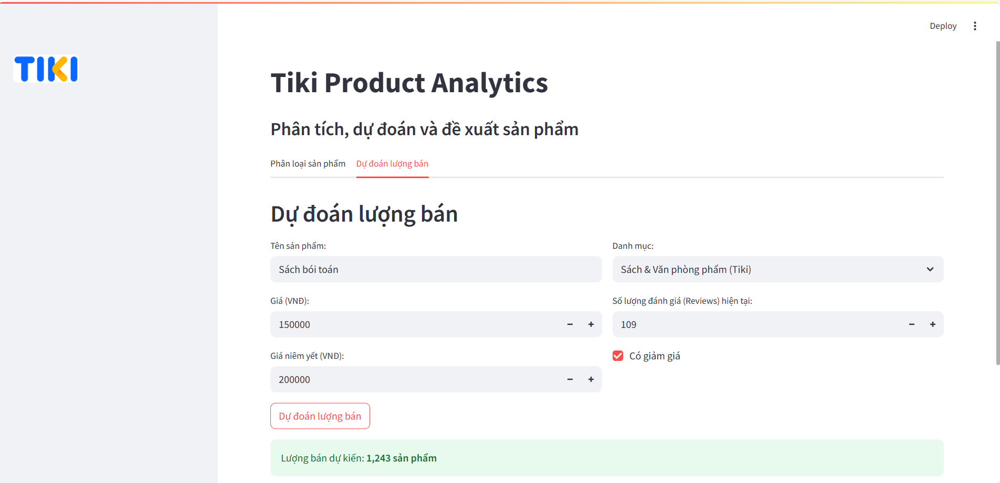 Deploy
TIKI
Tiki Product Analytics
Phân tích, dự đoán và đề xuất sản phẩm
Phân loại sản phẩm
Dự đoán lượng bán
Dự đoán lượng bán
Tên sản phẩm:
Sách bói toán
Danh mục:
Sách & Văn phòng phẩm (Tiki)
Giá (VNĐ):
150000
Số lượng đánh giá (Reviews) hiện tại:
109
Giá niêm yết (VNĐ):
200000
Có giảm giá
Dự đoán lượng bán
Lượng bán dự kiến: 1,243 sản phẩm